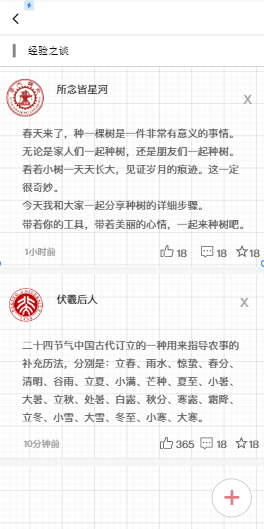 经验之谈
所念皆星河
X
春天来了，种一棵树是一件非常有意义的事情。
无论是家人们一起种树，还是朋友们一起种树。
看着小树一天天长大，见证岁月的痕迹。这一定
很奇妙。
今天我和大家一起分享种树的详细步骤。
带着你的工具，带着美丽的心情，一起来种树吧。
1小时前 18 18 18
伏羲后人
X
二十四节气中国古代订立的一种用来指导农事的
补充历法，分别是：立春、雨水、惊蛰、春分、
清明、谷雨、立夏、小满、芒种、夏至、小暑、
大暑、立秋、处暑、白露、秋分、寒露、霜降、
立冬、小雪、大雪、冬至、小寒、大寒。
10分钟前 365 18 18